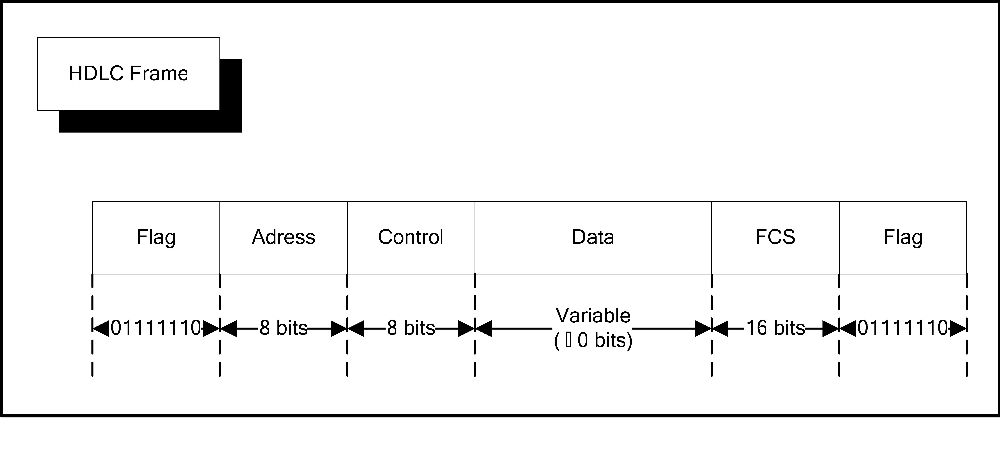 HDLC Frame
Flag Adress Control Data FCS Flag
01111110 8 bits 8 bits Variable 16 bits 01111110
( 0 bits)